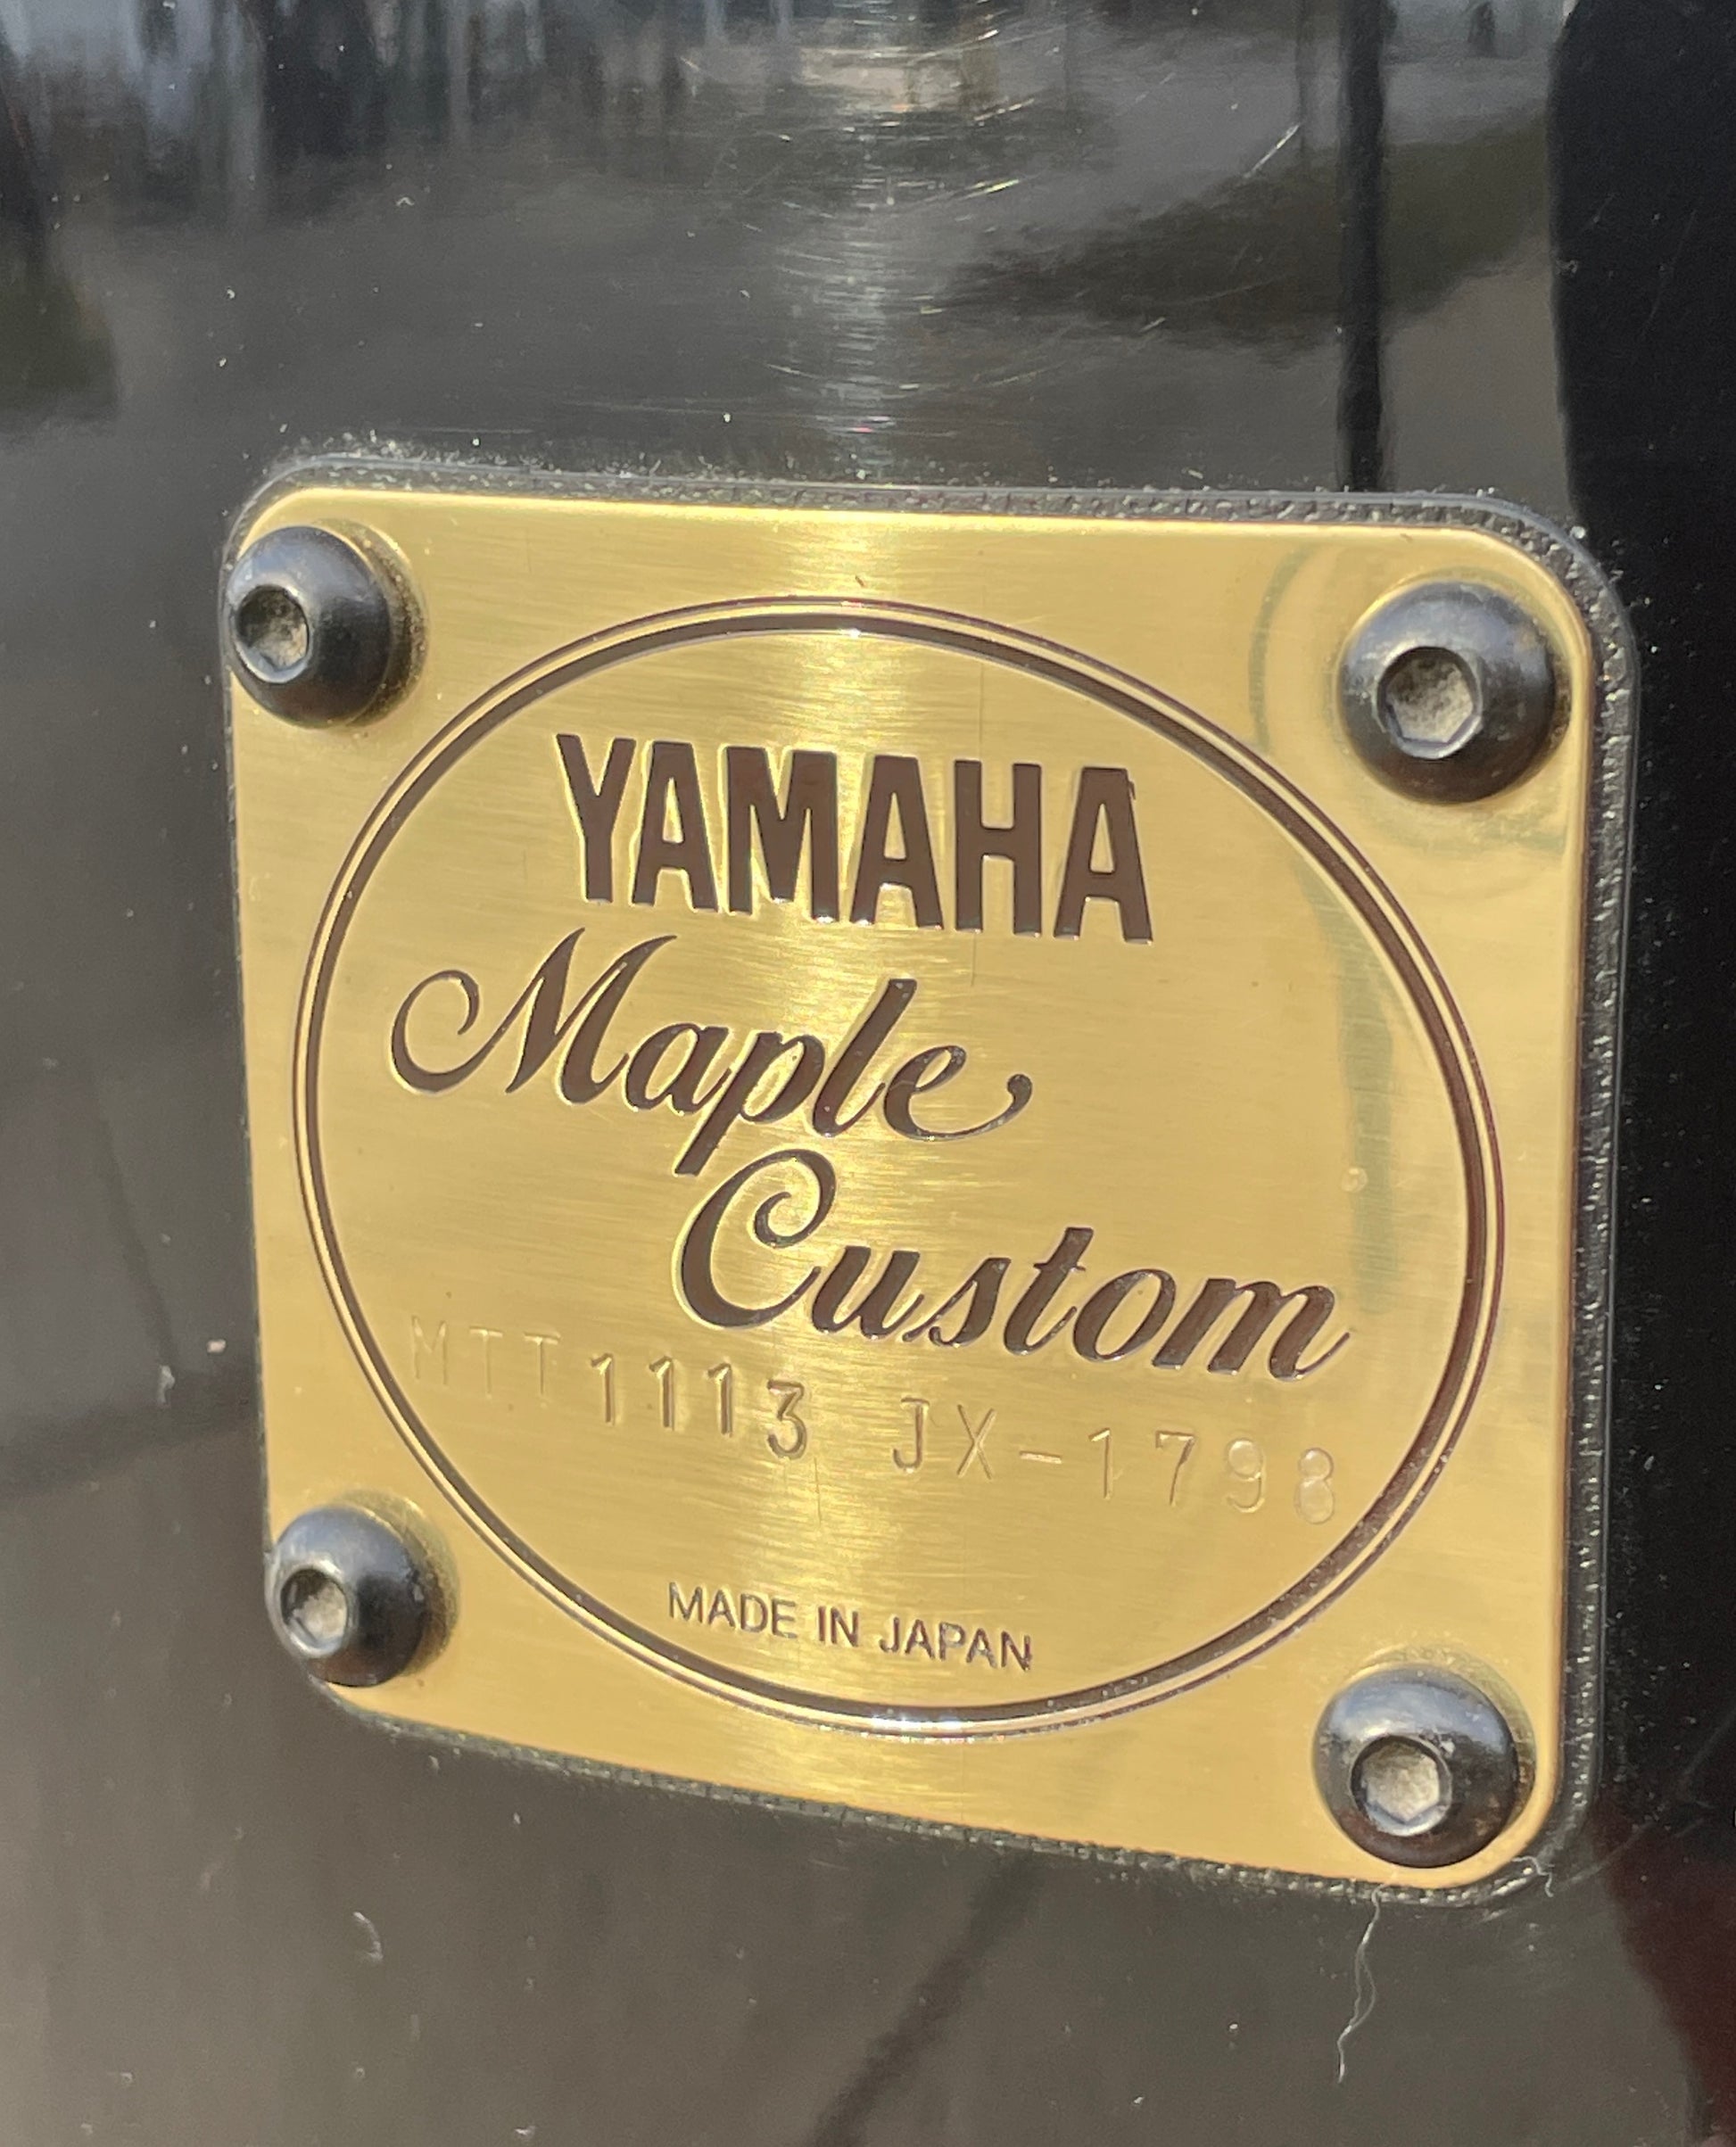 YAMAHA
Maple
Custom
MTT1113 JX-1798
MADE IN JAPAN